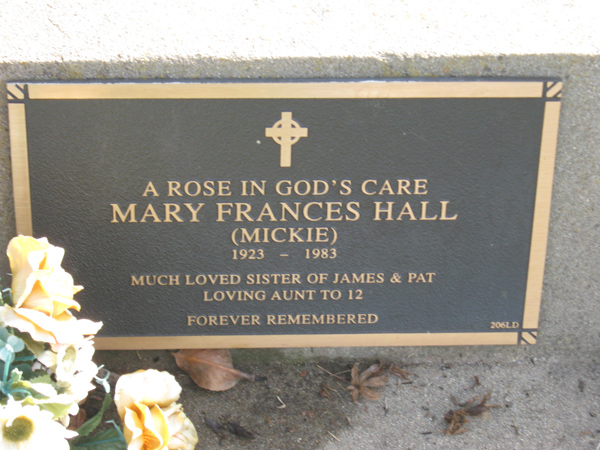 A ROSE IN GOD'S CARE
MARY FRANCES HALL
(MICKIE)
1923 - 1983
MUCH LOVED SISTER OF JAMES & PAT
LOVING AUNT TO 12
FOREVER REMEMBERED
206LD